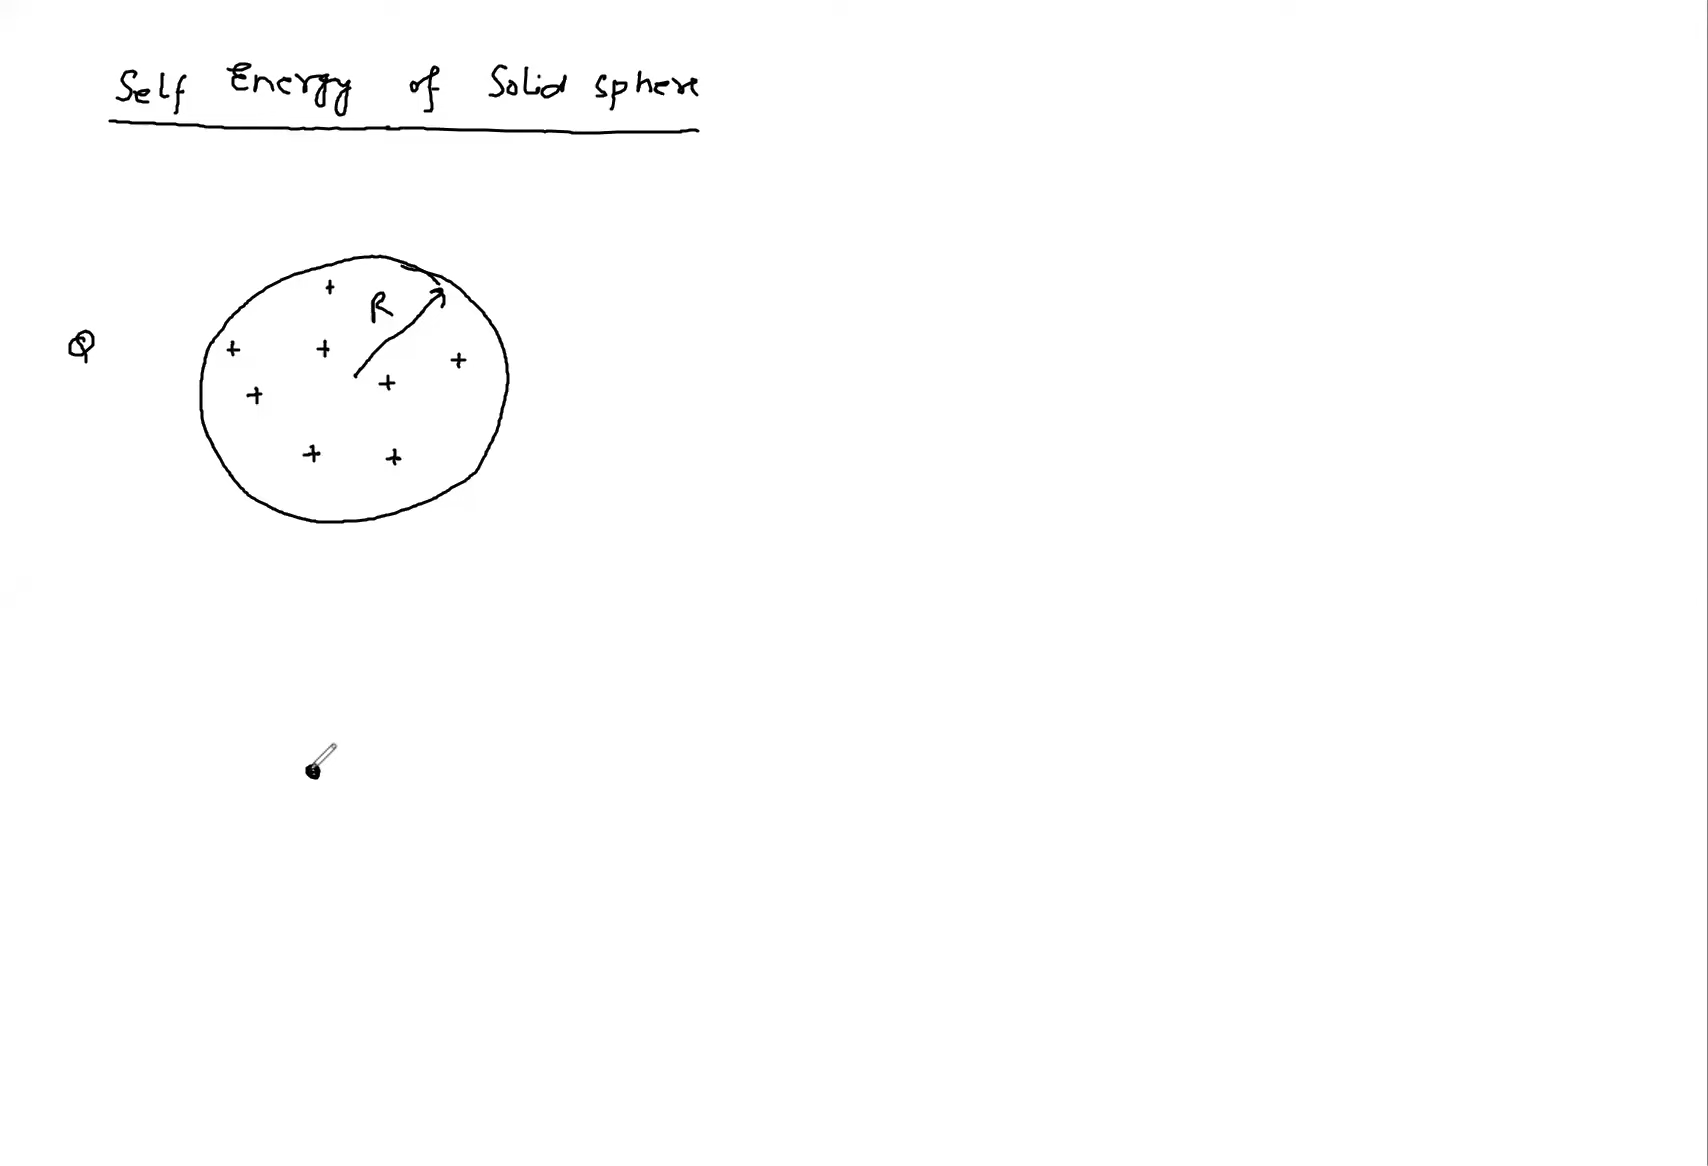 Self Energy of Solid sphere
R
Q
+
+ +
+
+
+
+ +